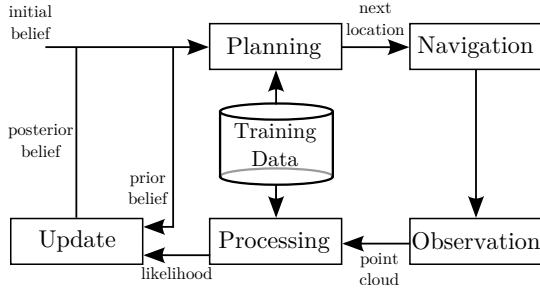 initial
belief
next
location
Planning
Navigation
posterior
belief
Training
Data
prior
belief
Update
Processing
Observation
likelihood
point
cloud